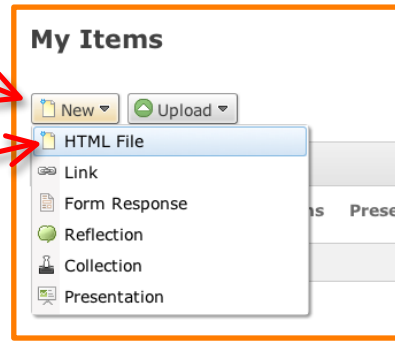 My Items
New Upload
HTML File
Link
Form Response
Reflection
Collection
Presentation